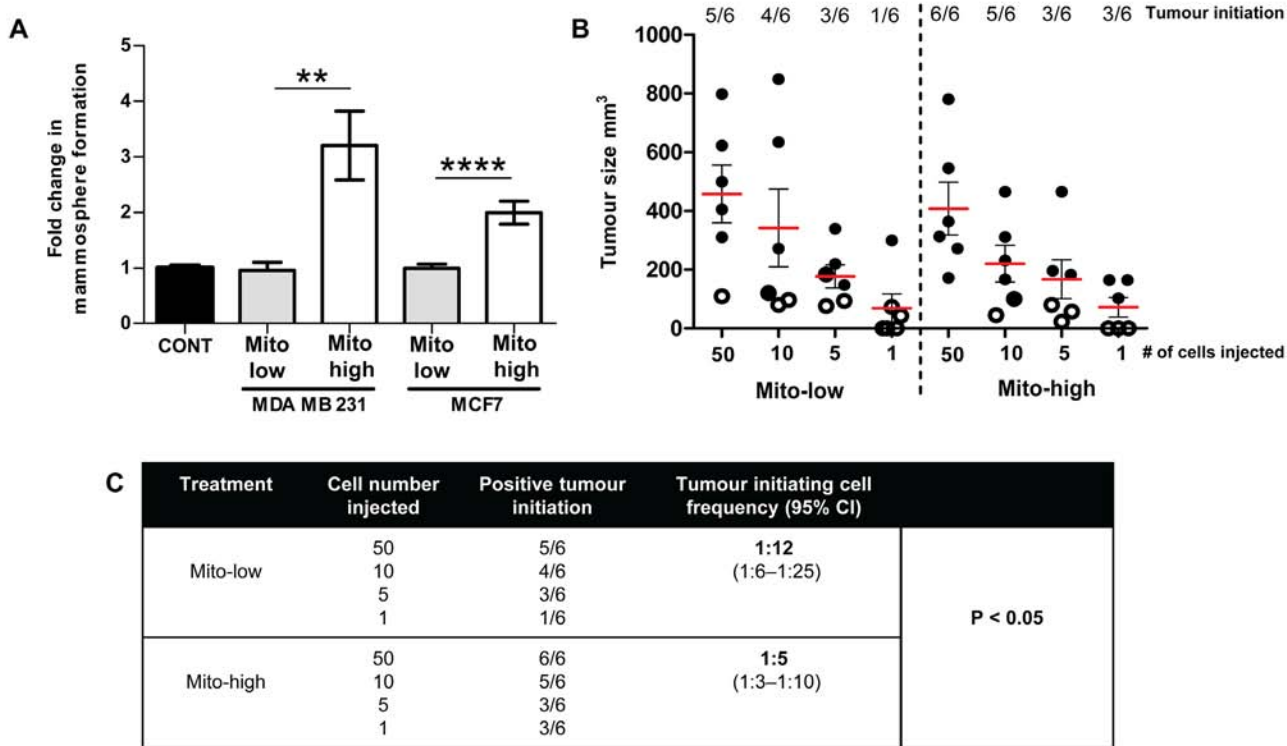 A
Fold change in
mammosphere formation
5
4
3
2
1
0
**
****
CONT
Mito
low
Mito
high
Mito
low
Mito
high
MDA MB 231
MCF7
B
5/6 4/6 3/6 1/6 6/6 5/6 3/6 3/6 Tumour initiation
Tumour size mm³
1000
800
600
400
200
0
50 10 5 1 50 10 5 1 # of cells injected
Mito-low Mito-high
C
Treatment Cell number Positive tumour Tumour initiating cell
injected initiation frequency (95% CI)
50 5/6 1:12
Mito-low 10 4/6 (1:6–1:25)
5 3/6
1 1/6
P < 0.05
50 6/6 1:5
Mito-high 10 5/6 (1:3–1:10)
5 3/6
1 3/6